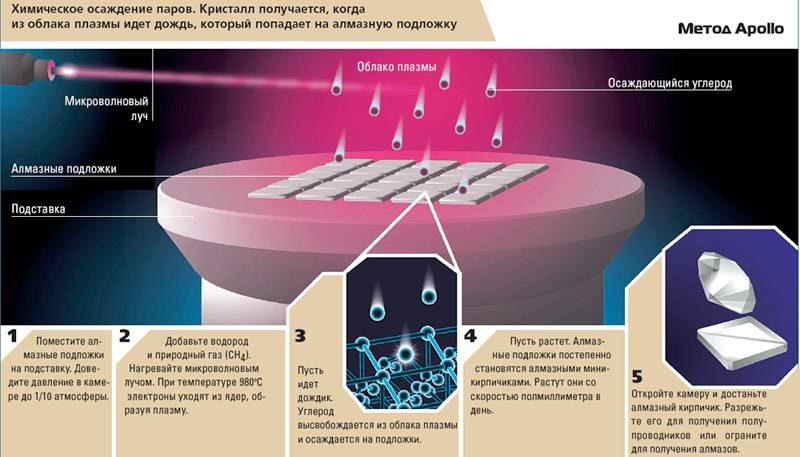 Химическое осаждение паров. Кристалл получается, когда
из облака плазмы идет дождь, который попадает на алмазную подложку
Метод Apollo
Облако плазмы
Осаждающийся углерод
Микроволновый
луч
Алмазные подложки
Подставка
1
Поместите ал-
мазные подложки
на подставку. Дове-
дите давление в каме-
ре до 1/10 атмосферы.
2
Добавьте водород
и природный газ (CH4).
Нагревайте микроволновым
лучом. При температуре 980°С
электроны уходят из ядер, об-
разуя плазму.
3
Пусть
идет
дождик.
Углерод
высвобождается из облака плазмы
и осаждается на подложки.
4
Пусть растет. Алмаз-
ные подложки постепенно
становятся алмазными мини-
кирпичиками. Растут они со
скоростью полмиллиметра в
день.
5
Откройте камеру и достаньте
алмазный кирпичик. Разрежь-
те его для получения полу-
проводников или ограните
для получения алмазов.